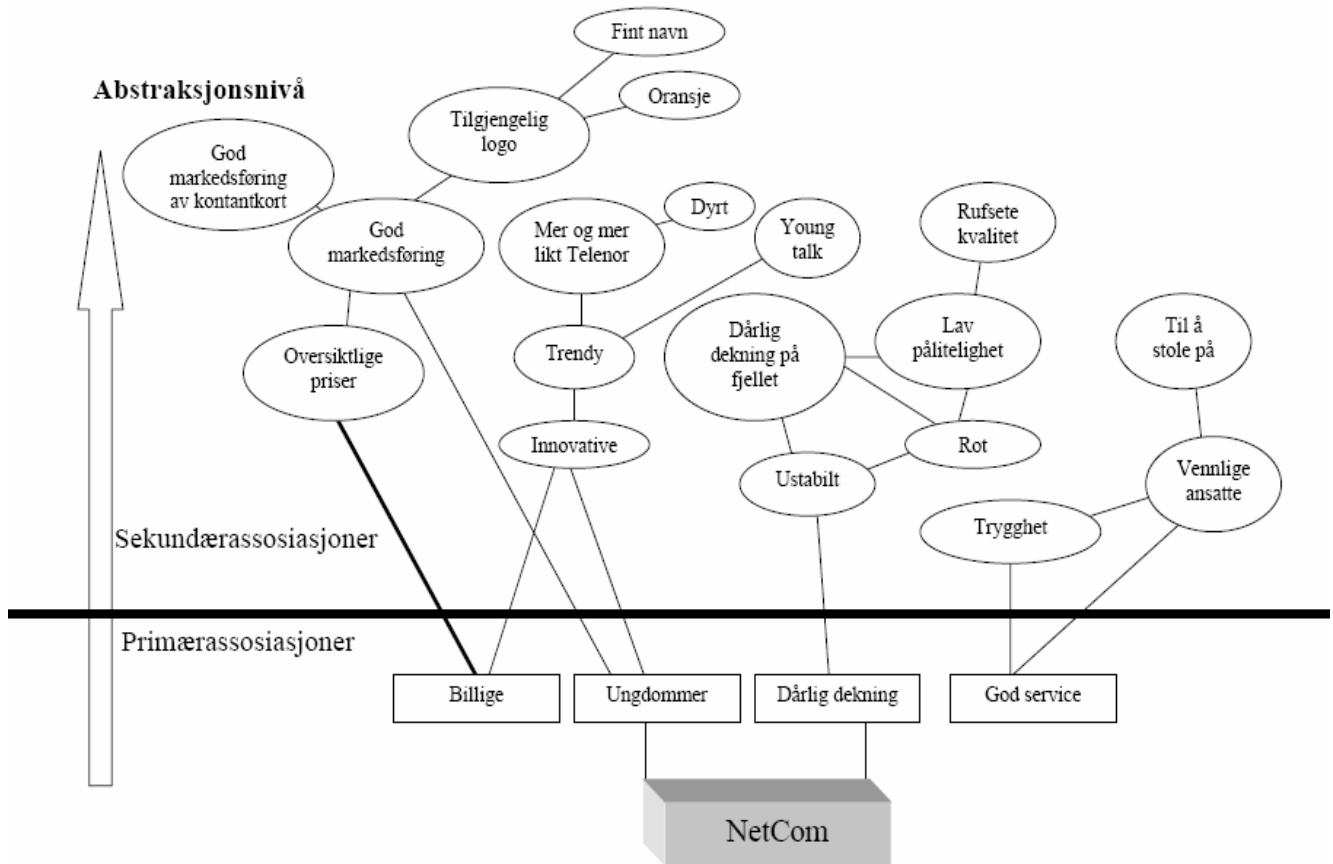 Fint navn
Abstraksjonsnivå
Oransje
Tilgjengelig
logo
God
markedsføring
av kontantkort
God
markedsføring
Mer og mer
likt Telenor
Dyrt
Young
talk
Rufsete
kvalitet
Oversiktlige
priser
Trendy
Dårlig
dekning på
fjellet
Lav
pålitelighet
Til å
stole på
Innovative
Rot
Ustabilt
Vennlige
ansatte
Trygghet
Sekundærassosiasjoner
Primærassosiasjoner
Billige
Ungdommer
Dårlig dekning
God service
NetCom